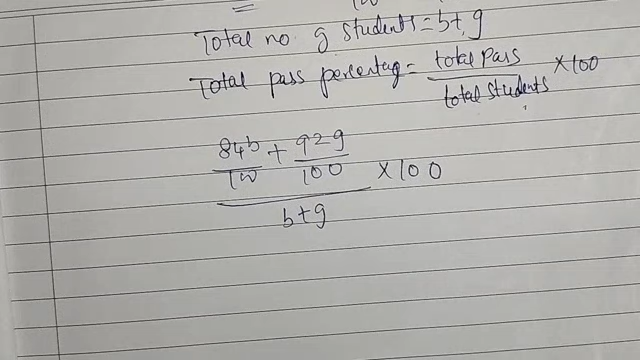 Total no g students = b+g
Total pass percentag = total pass / total students × 100
84b/100 + 92g/100 / b+g × 100